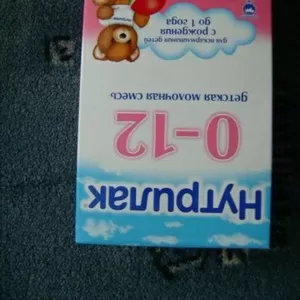 Нутрилак
0-12
детская молочная смесь
для вскармливания детей
с рождения
до 1 года